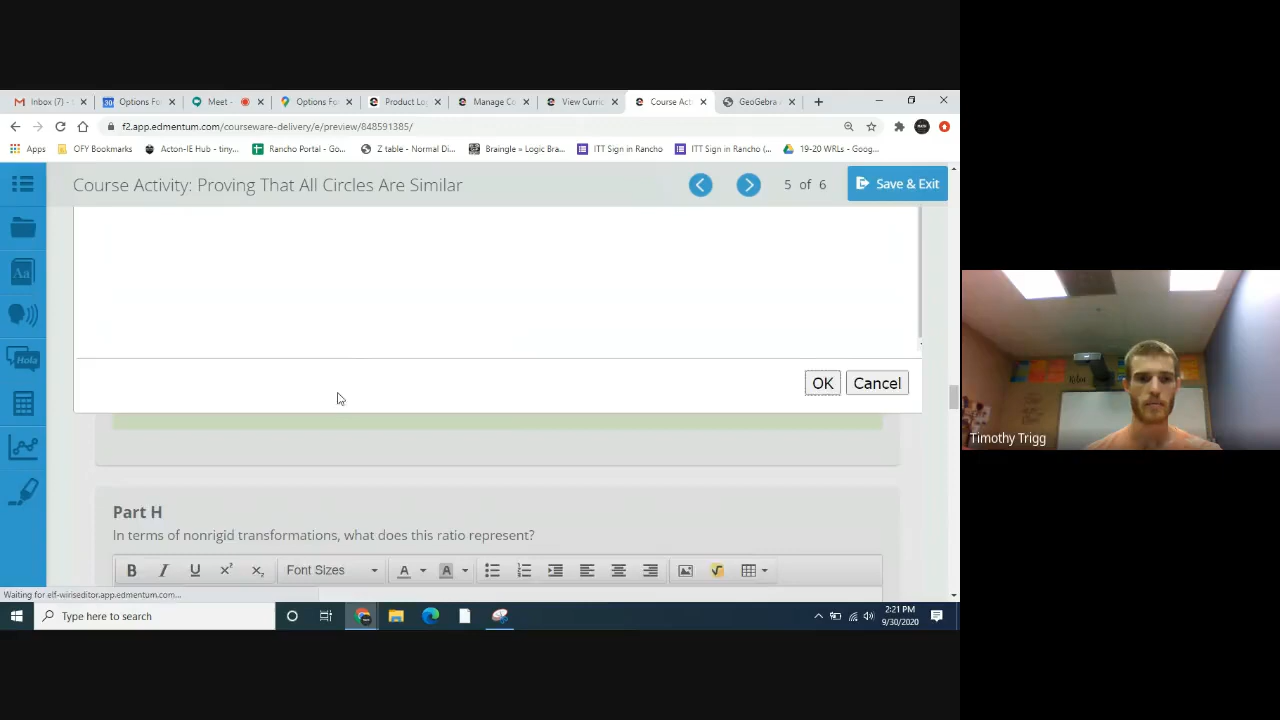 Inbox (7) -
Options Fo
Meet -
Options Fo
Product Lo
Manage Co
View Curric
Course Act
GeoGebra
f2.app.edmentum.com/courseware-delivery/e/preview/848591385/
Apps
OFY Bookmarks
Acton-IE Hub - tiny...
Rancho Portal - Go...
Z table - Normal Di...
Braingle » Logic Bra...
ITT Sign in Rancho
ITT Sign in Rancho (...
19-20 WRLs - Goog...
Course Activity: Proving That All Circles Are Similar
5 of 6
Save & Exit
Aa
Hola
OK
Cancel
Part H
In terms of nonrigid transformations, what does this ratio represent?
B I U x² x₂ Font Sizes A A
Waiting for elf-wiriseditor.app.edmentum.com...
Type here to search
2:21 PM
9/30/2020
Timothy Trigg